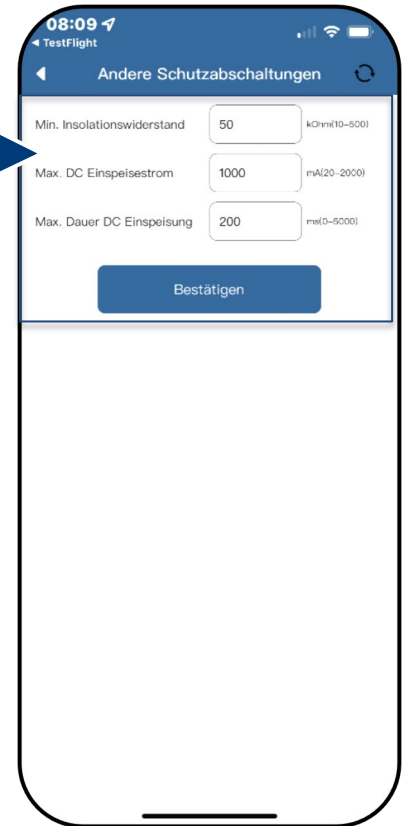 08:09
◀ TestFlight
Andere Schutzabschaltungen
Min. Insolationswiderstand 50 kOhm(10-500)
Max. DC Einspeisestrom 1000 mA(20-2000)
Max. Dauer DC Einspeisung 200 ms(0-5000)
Bestätigen